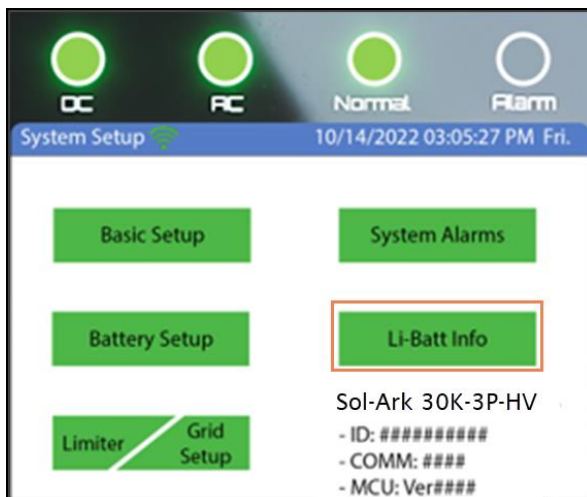 DC AC Normal Alarm
System Setup 10/14/2022 03:05:27 PM Fri.
Basic Setup System Alarms
Battery Setup Li-Batt Info
Limiter Grid Setup
Sol-Ark 30K-3P-HV
- ID: ##########
- COMM: ####
- MCU: Ver####